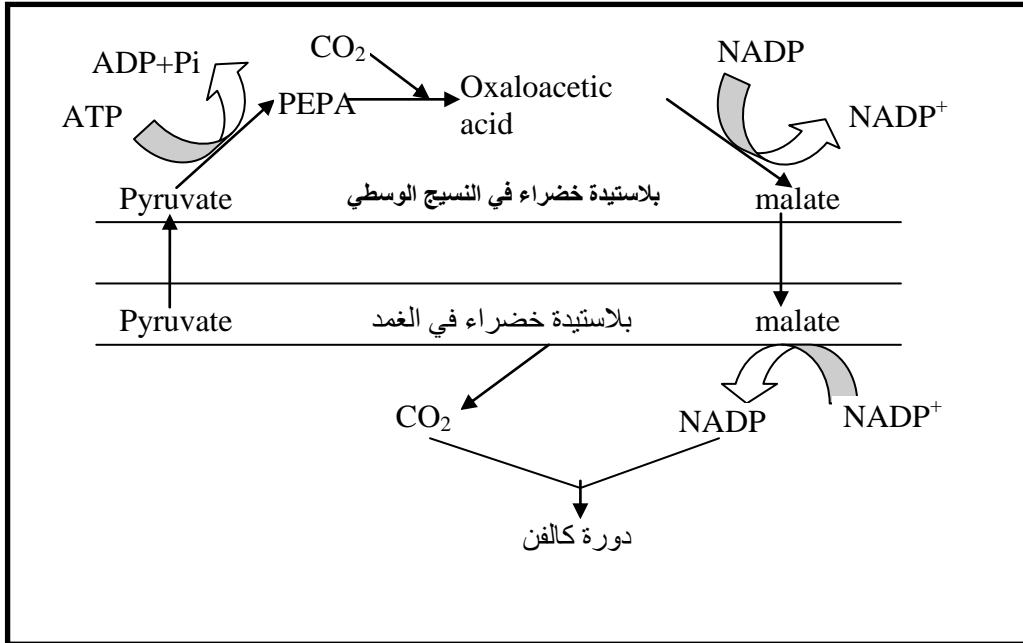 CO₂
NADP
ADP+Pi
PEPA
Oxaloacetic
acid
ATP
NADP⁺
Pyruvate
بلاستيدة خضراء في النسيج الوسطي
malate
Pyruvate
بلاستيدة خضراء في الغمد
malate
CO₂
NADP
NADP⁺
دورة كالفن